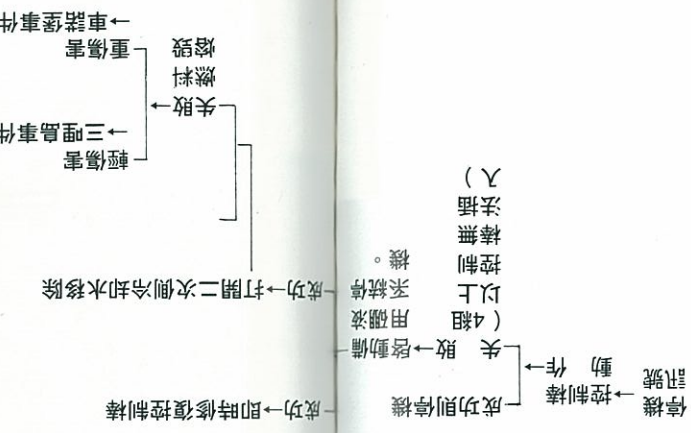 停機
訊號
→控制棒
動 作→
成功則停機
失 敗→啓動備
(4組
以上
控制
棒無
法插
入)
用硼液
系統停
機。
成功→即時修復控制棒
成功→打開二次側冷却水移除
失敗→
燃料
熔毀
輕傷害
→三哩島事件
重傷害
→車諾堡事件